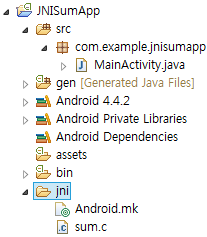 JNISumApp
src
com.example.jnisumapp
MainActivity.java
gen [Generated Java Files]
Android 4.4.2
Android Private Libraries
Android Dependencies
assets
bin
jni
Android.mk
sum.c